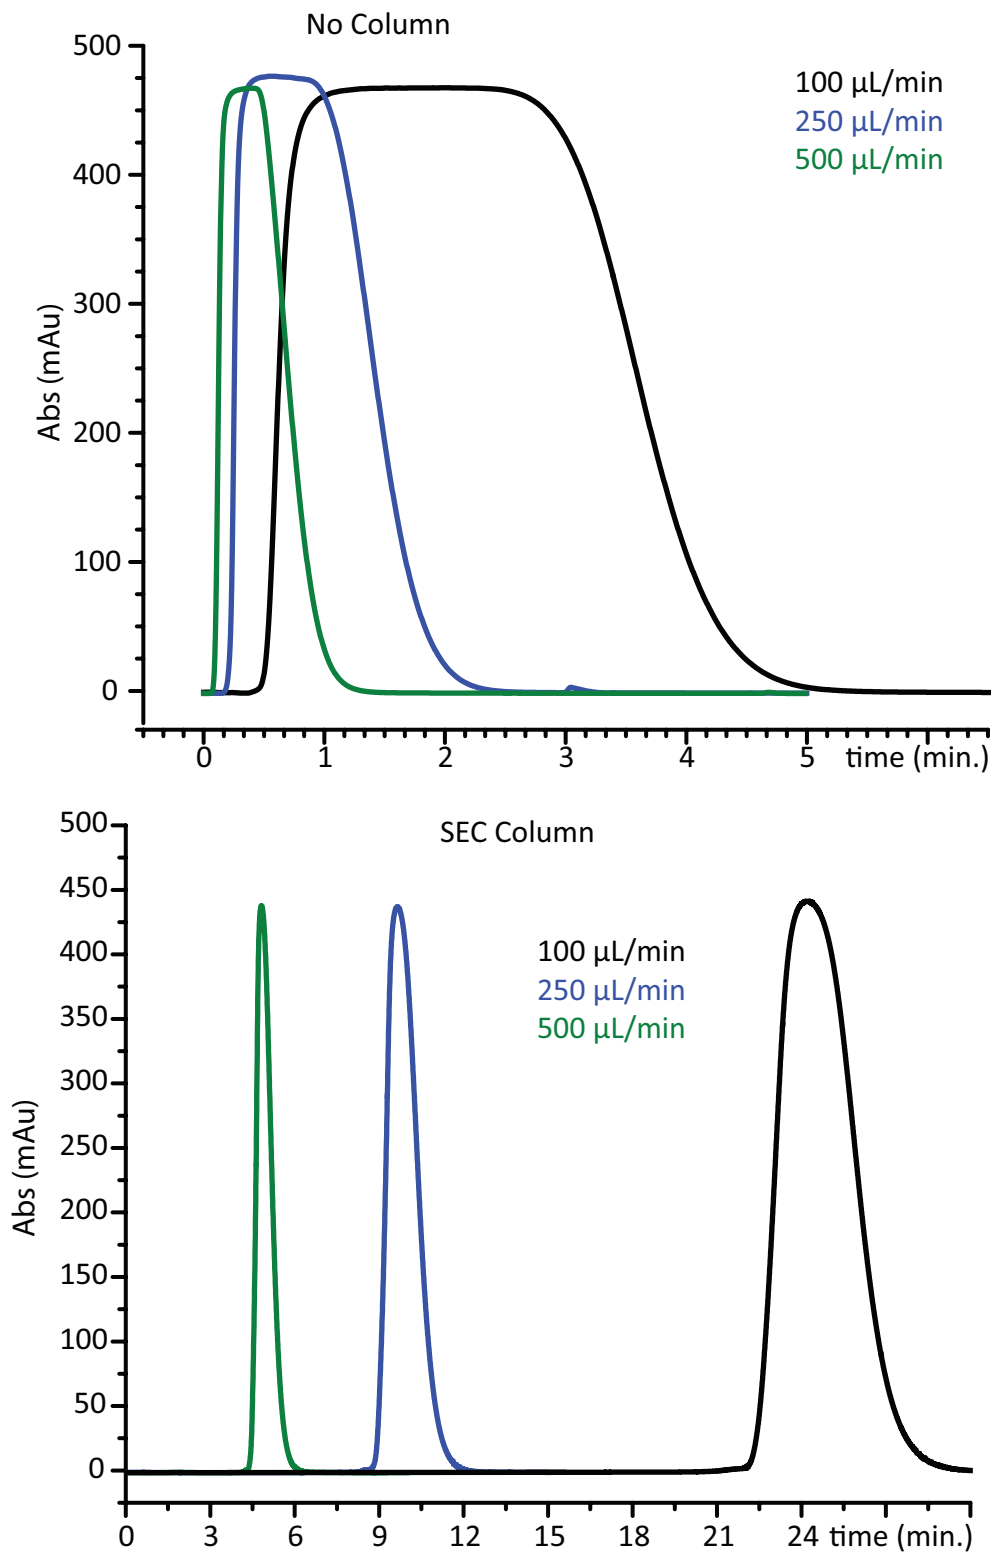 No Column
500
400
300
200
100
0
Abs (mAu)
100 µL/min
250 µL/min
500 µL/min
0 1 2 3 4 5 time (min.)
SEC Column
500
450
400
350
300
250
200
150
100
50
0
Abs (mAu)
100 µL/min
250 µL/min
500 µL/min
0 3 6 9 12 15 18 21 24 time (min.)